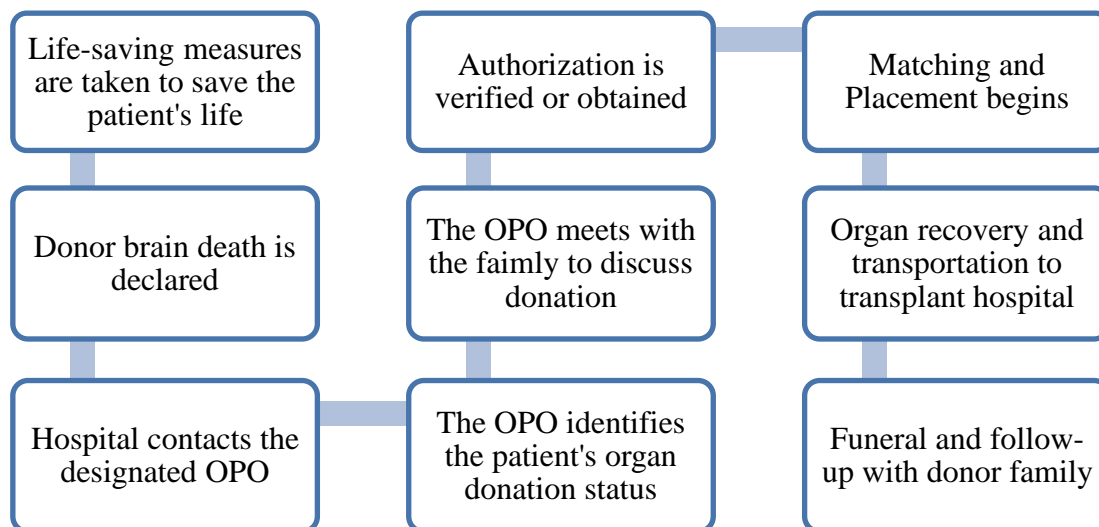 Life-saving measures
are taken to save the
patient's life
Donor brain death is
declared
Hospital contacts the
designated OPO
The OPO identifies
the patient's organ
donation status
The OPO meets with
the faimly to discuss
donation
Authorization is
verified or obtained
Matching and
Placement begins
Organ recovery and
transportation to
transplant hospital
Funeral and follow-
up with donor family